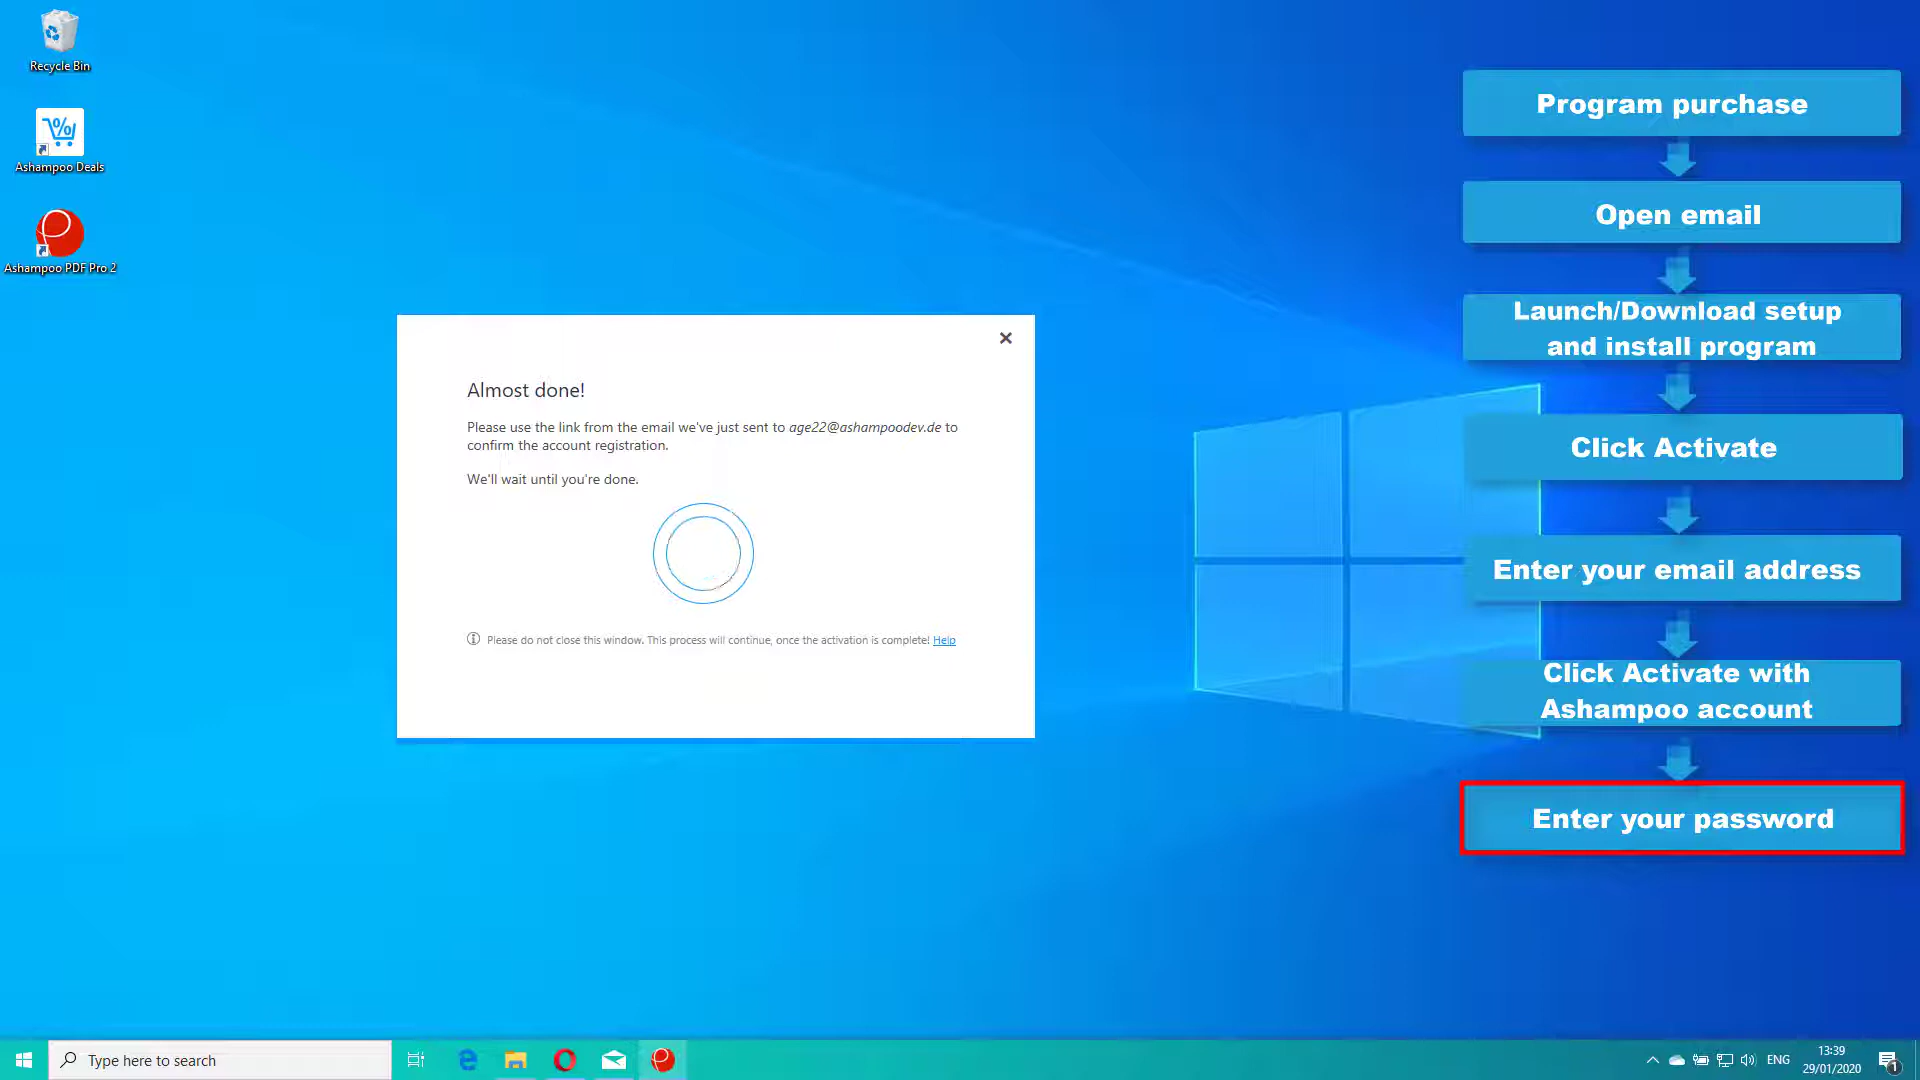 Recycle Bin
Ashampoo Deals
Ashampoo PDF Pro 2
Almost done!
Please use the link from the email we've just sent to age22@ashampoodev.de to
confirm the account registration.
We'll wait until you're done.
Please do not close this window. This process will continue, once the activation is complete! Help
Program purchase
Open email
Launch/Download setup
and install program
Click Activate
Enter your email address
Click Activate with
Ashampoo account
Enter your password
Type here to search
ENG
13:39
29/01/2020
1